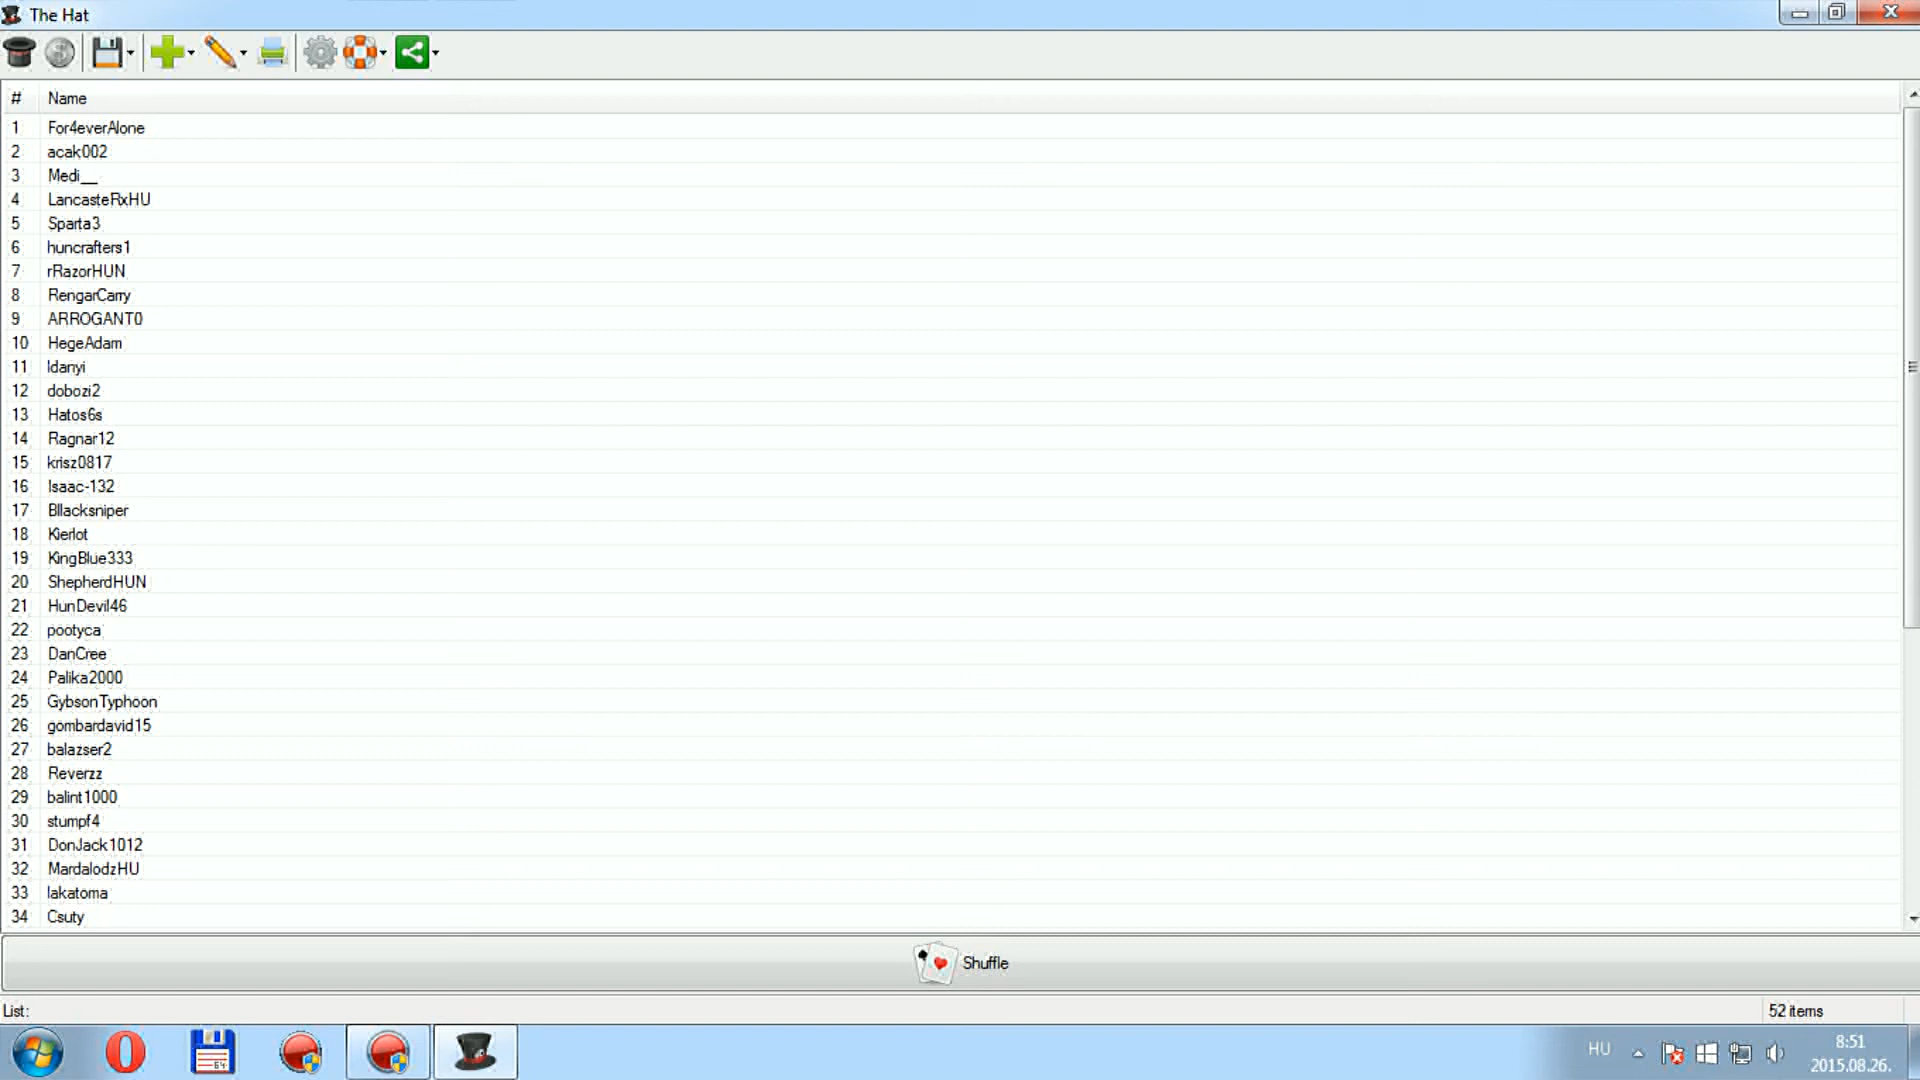 The Hat
# Name
1 For4everAlone
2 acak002
3 Medi__
4 LancasteRxHU
5 Sparta3
6 huncrafters1
7 rRazorHUN
8 RengarCarry
9 ARROGANT0
10 HegeAdam
11 ldanyi
12 dobozi2
13 Hatos6s
14 Ragnar12
15 krisz0817
16 Isaac-132
17 Bllacksniper
18 Kierlot
19 KingBlue333
20 ShepherdHUN
21 HunDevil46
22 pootyca
23 DanCree
24 Palika2000
25 GybsonTyphoon
26 gombardavid15
27 balazser2
28 Reverzz
29 balint1000
30 stumpf4
31 DonJack1012
32 MardalodzHU
33 lakatoma
34 Csuty
Shuffle
List: 52 items
64
HU 8:51
2015.08.26.